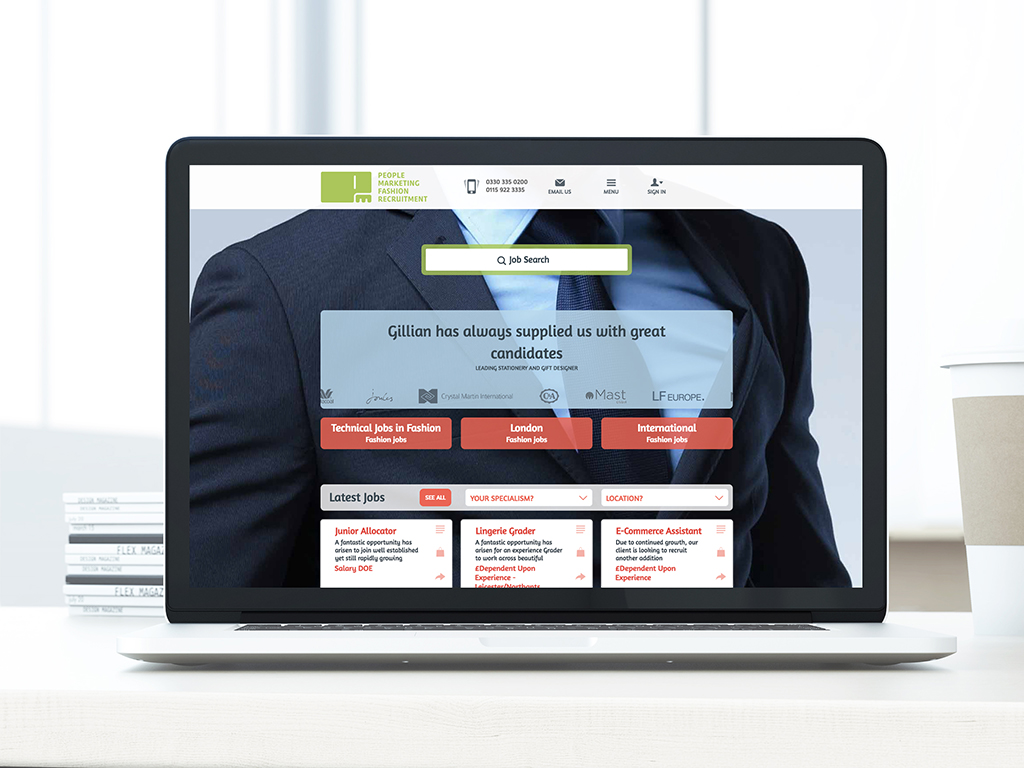 PEOPLE
MARKETING
FASHION
RECRUITMENT
0330 335 0200
0115 922 3335
EMAIL US
MENU
SIGN IN
Job Search
Gillian has always supplied us with great
candidates
LEADING STATIONERY AND GIFT DESIGNER
Joules
Crystal Martin International
C&A
Mast
LF EUROPE.
Technical Jobs in Fashion
Fashion Jobs
London
Fashion Jobs
International
Fashion Jobs
Latest Jobs
SEE ALL
YOUR SPECIALISM?
LOCATION?
Junior Allocator
A fantastic opportunity has
arisen to join well established
yet still rapidly growing
Salary DOE
Lingerie Grader
A fantastic opportunity has
arisen for an experience Grader
to work across beautiful
£Dependent Upon
Experience -
Leicester/Northants
E-Commerce Assistant
Due to continued growth, our
client is looking to recruit
another addition
£Dependent Upon
Experience
DESIGN MAGAZINE
DESIGN MAGAZINE
FLEX MAGAZ
FLEX MAGAZ
DESIGN MAGAZINE